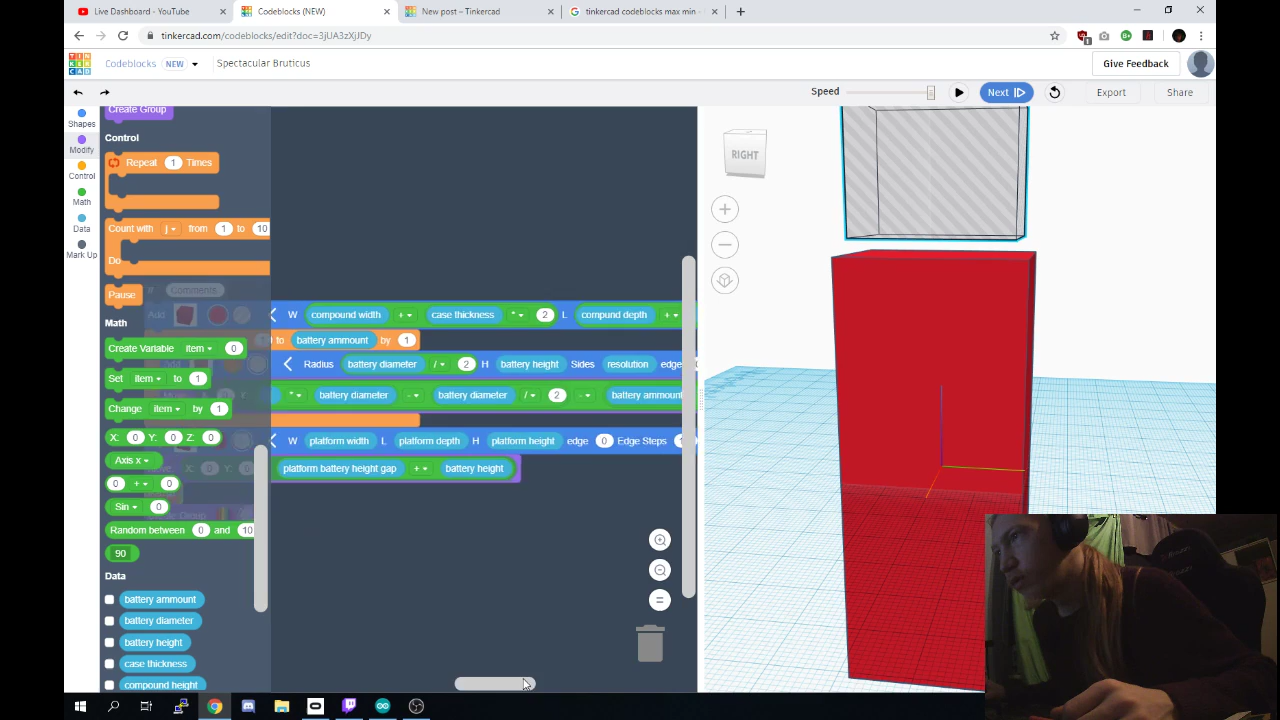 Live Dashboard - YouTube
Codeblocks (NEW)
New post – Tinkercad
tinkercad codeblocks max min -
tinkercad.com/codeblocks/edit?doc=3jUA3zXjJDy
TIN
KER
CAD
Codeblocks NEW
Spectacular Bruticus
Give Feedback
Speed
Next
Export
Share
Shapes
Modify
Control
Math
Data
Mark Up
Create Group
Control
Repeat 1 Times
Count with j from 1 to 10
Do
Pause
Math
Create Variable item 0
Set item to 1
Change item by 1
X: 0 Y: 0 Z: 0
Axis x
0 + 0
Sin 0
Random between 0 and 10
90
Data
battery ammount
battery diameter
battery height
case thickness
compound height
Comments
W compound width + case thickness * 2 L compund depth +
to battery ammount by 1
Radius battery diameter / 2 H battery height Sides resolution edge
* battery diameter - battery diameter / 2 - battery ammount
W platform width L platform depth H platform height edge 0 Edge Steps 1
platform battery height gap + battery height
RIGHT